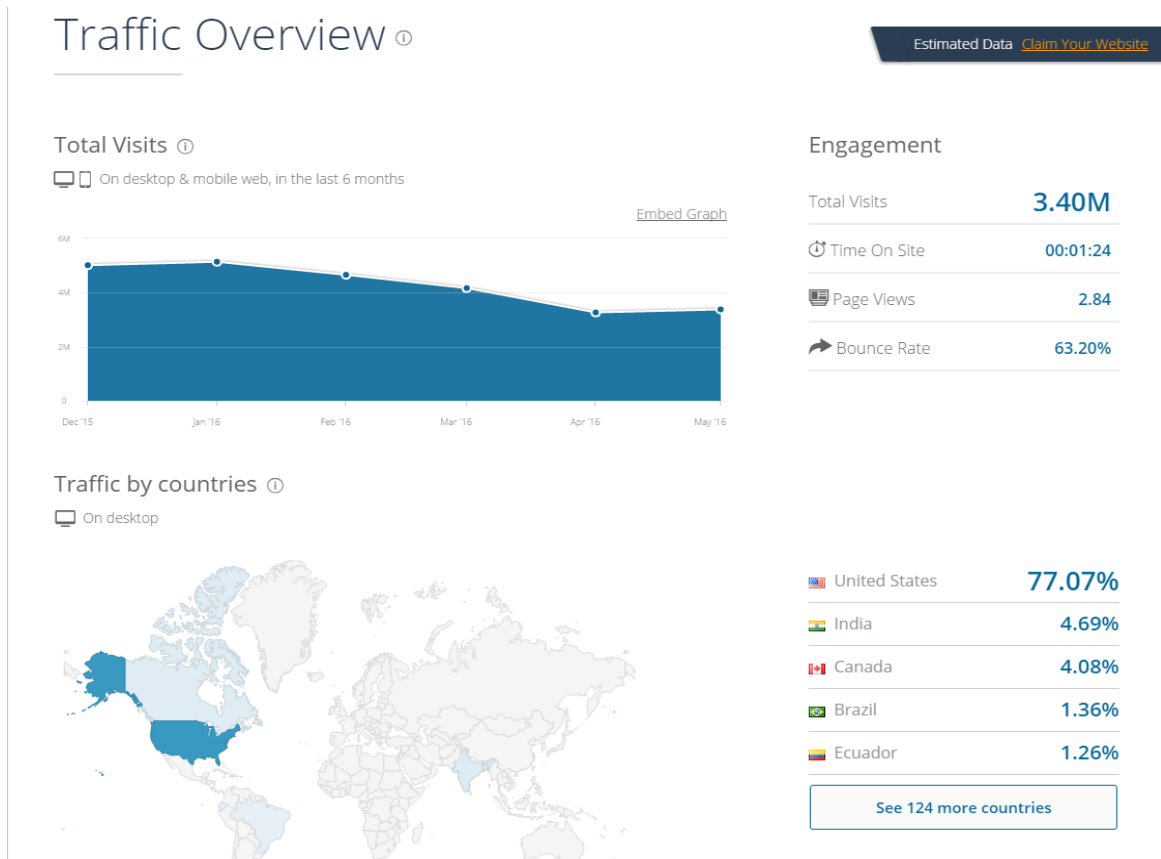 Traffic Overview
Estimated Data Claim Your Website
Total Visits
On desktop & mobile web, in the last 6 months
Embed Graph
6M
4M
2M
0
Dec '15 Jan '16 Feb '16 Mar '16 Apr '16 May '16
Engagement
Total Visits 3.40M
Time On Site 00:01:24
Page Views 2.84
Bounce Rate 63.20%
Traffic by countries
On desktop
United States 77.07%
India 4.69%
Canada 4.08%
Brazil 1.36%
Ecuador 1.26%
See 124 more countries